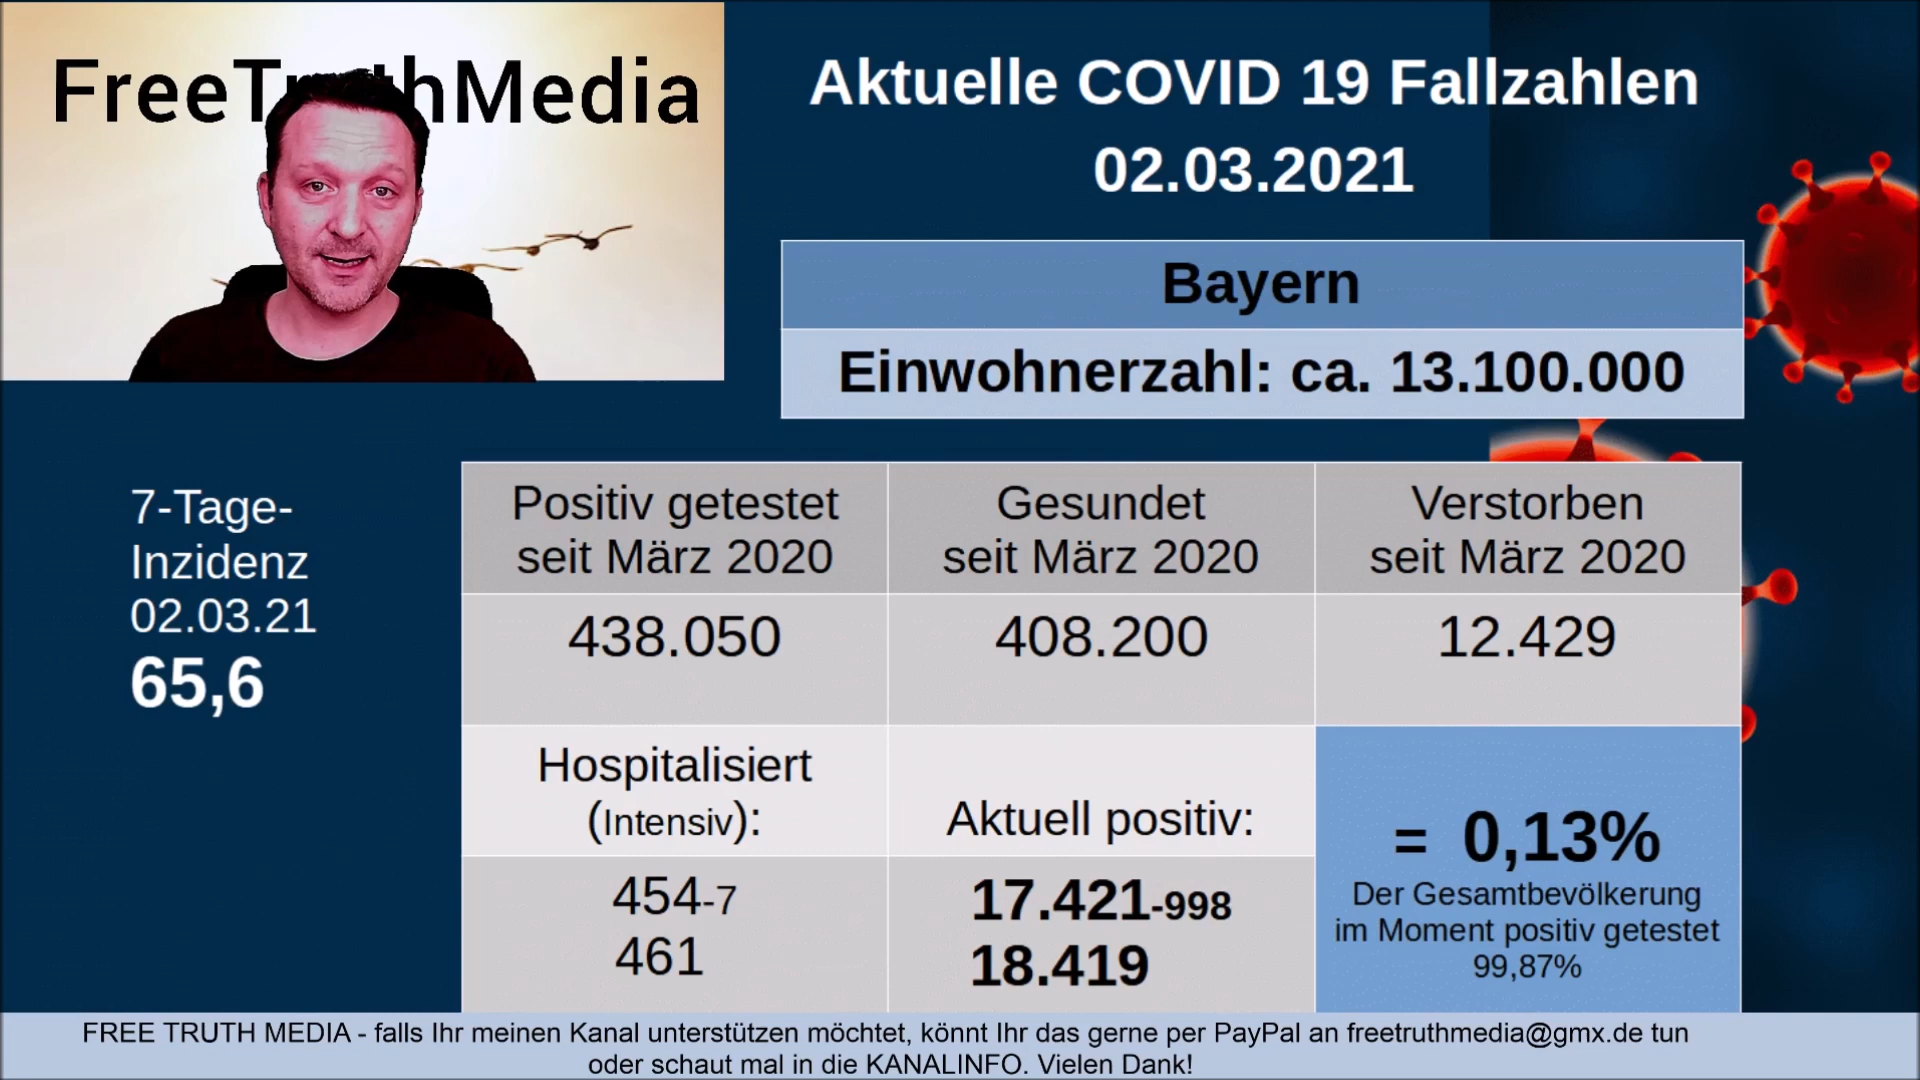 FreeTruthMedia
Aktuelle COVID 19 Fallzahlen
02.03.2021
Bayern
Einwohnerzahl: ca. 13.100.000
7-Tage-
Inzidenz
02.03.21
65,6
Positiv getestet
seit März 2020
Gesundet
seit März 2020
Verstorben
seit März 2020
438.050
408.200
12.429
Hospitalisiert
(Intensiv):
Aktuell positiv:
454-7
461
17.421-998
18.419
= 0,13%
Der Gesamtbevölkerung
im Moment positiv getestet
99,87%
FREE TRUTH MEDIA - falls Ihr meinen Kanal unterstützen möchtet, könnt Ihr das gerne per PayPal an freetruthmedia@gmx.de tun
oder schaut mal in die KANALINFO. Vielen Dank!